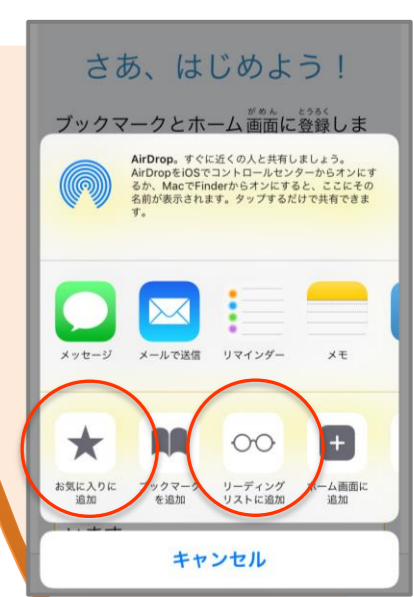 さあ、はじめよう！
がめん とうろく
ブックマークとホーム画面に登録しま
AirDrop。すぐに近くの人と共有しましょう。
AirDropをiOSでコントロールセンターからオンにす
るか、MacでFinderからオンにすると、ここにその
名前が表示されます。タップするだけで共有できま
す。
メッセージ メールで送信 リマインダー メモ
お気に入りに ブックマーク リーディング ホーム画面に
追加 を追加 リストに追加 追加
キャンセル